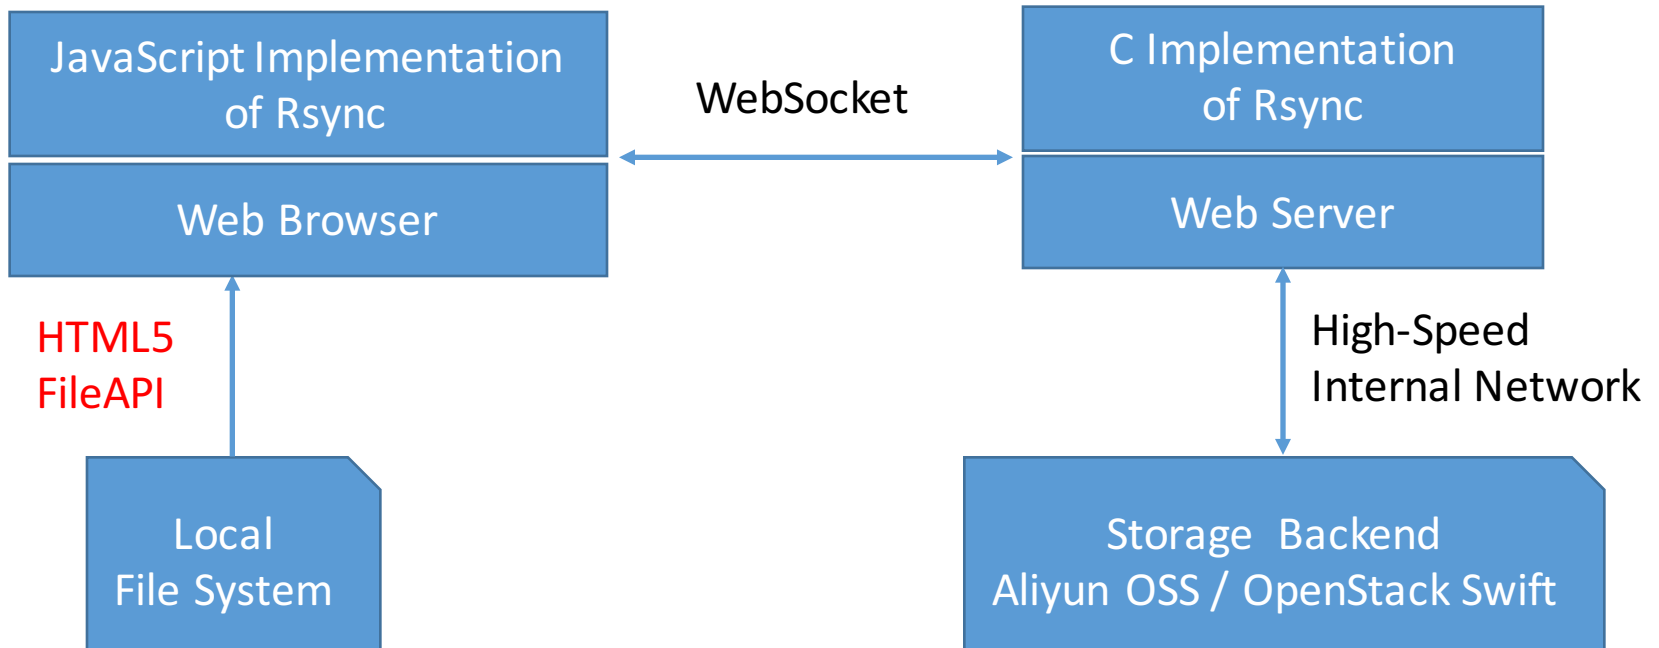 JavaScript Implementation
of Rsync
Web Browser
WebSocket
C Implementation
of Rsync
Web Server
HTML5
FileAPI
High-Speed
Internal Network
Local
File System
Storage Backend
Aliyun OSS / OpenStack Swift